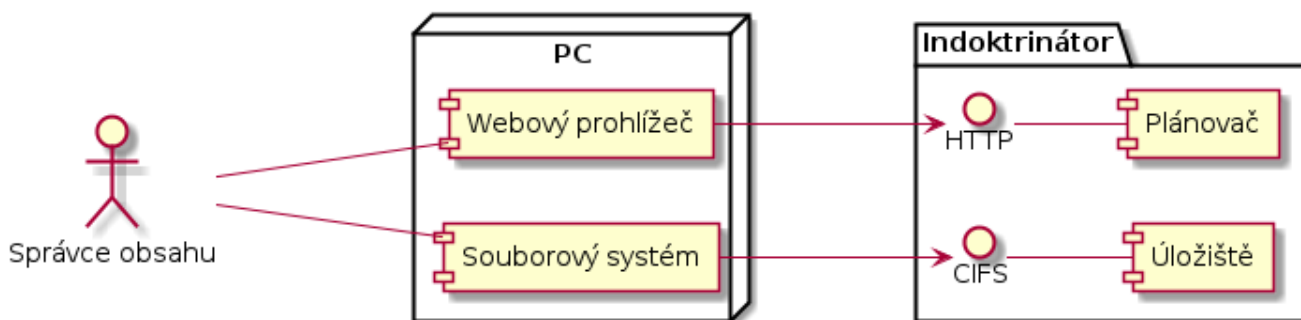 PC
Indoktrinátor
Webový prohlížeč
HTTP
Plánovač
Správce obsahu
Souborový systém
CIFS
Úložiště